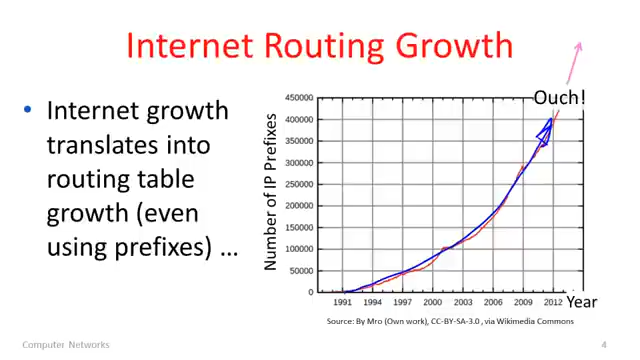 Internet Routing Growth
• Internet growth
translates into
routing table
growth (even
using prefixes) …
Ouch!
Number of IP Prefixes
450000
400000
350000
300000
250000
200000
150000
100000
50000
0
1991 1994 1997 2000 2003 2006 2009 2012
Year
Source: By Mro (Own work), CC-BY-SA-3.0 , via Wikimedia Commons
Computer Networks
4